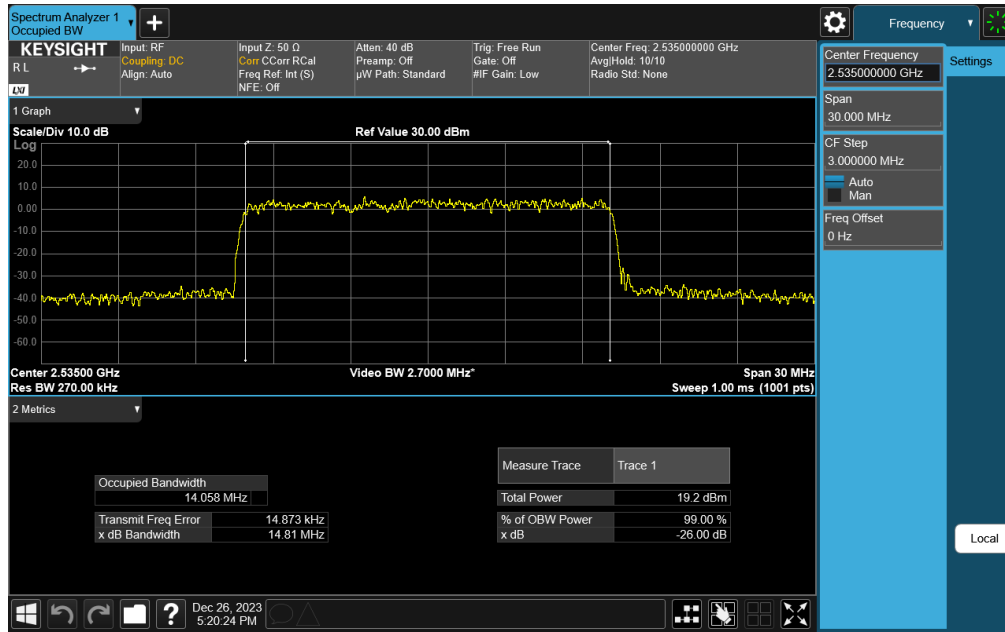 Spectrum Analyzer 1
Occupied BW
+
Frequency
KEYSIGHT
R L
LXI
Input: RF
Coupling: DC
Align: Auto
Input Z: 50 Ω
Corr CCorr RCal
Freq Ref: Int (S)
NFE: Off
Atten: 40 dB
Preamp: Off
µW Path: Standard
Trig: Free Run
Gate: Off
#IF Gain: Low
Center Freq: 2.535000000 GHz
Avg|Hold: 10/10
Radio Std: None
Center Frequency
2.535000000 GHz
Settings
Span
30.000 MHz
CF Step
3.000000 MHz
Auto
Man
Freq Offset
0 Hz
Local
1 Graph
Scale/Div 10.0 dB
Ref Value 30.00 dBm
Log
20.0
10.0
0.00
-10.0
-20.0
-30.0
-40.0
-50.0
-60.0
Center 2.53500 GHz
Video BW 2.7000 MHz*
Span 30 MHz
Res BW 270.00 kHz
Sweep 1.00 ms (1001 pts)
2 Metrics
Measure Trace Trace 1
Occupied Bandwidth
14.058 MHz
Total Power 19.2 dBm
Transmit Freq Error 14.873 kHz
% of OBW Power 99.00 %
x dB Bandwidth 14.81 MHz
x dB -26.00 dB
?
Dec 26, 2023
5:20:24 PM